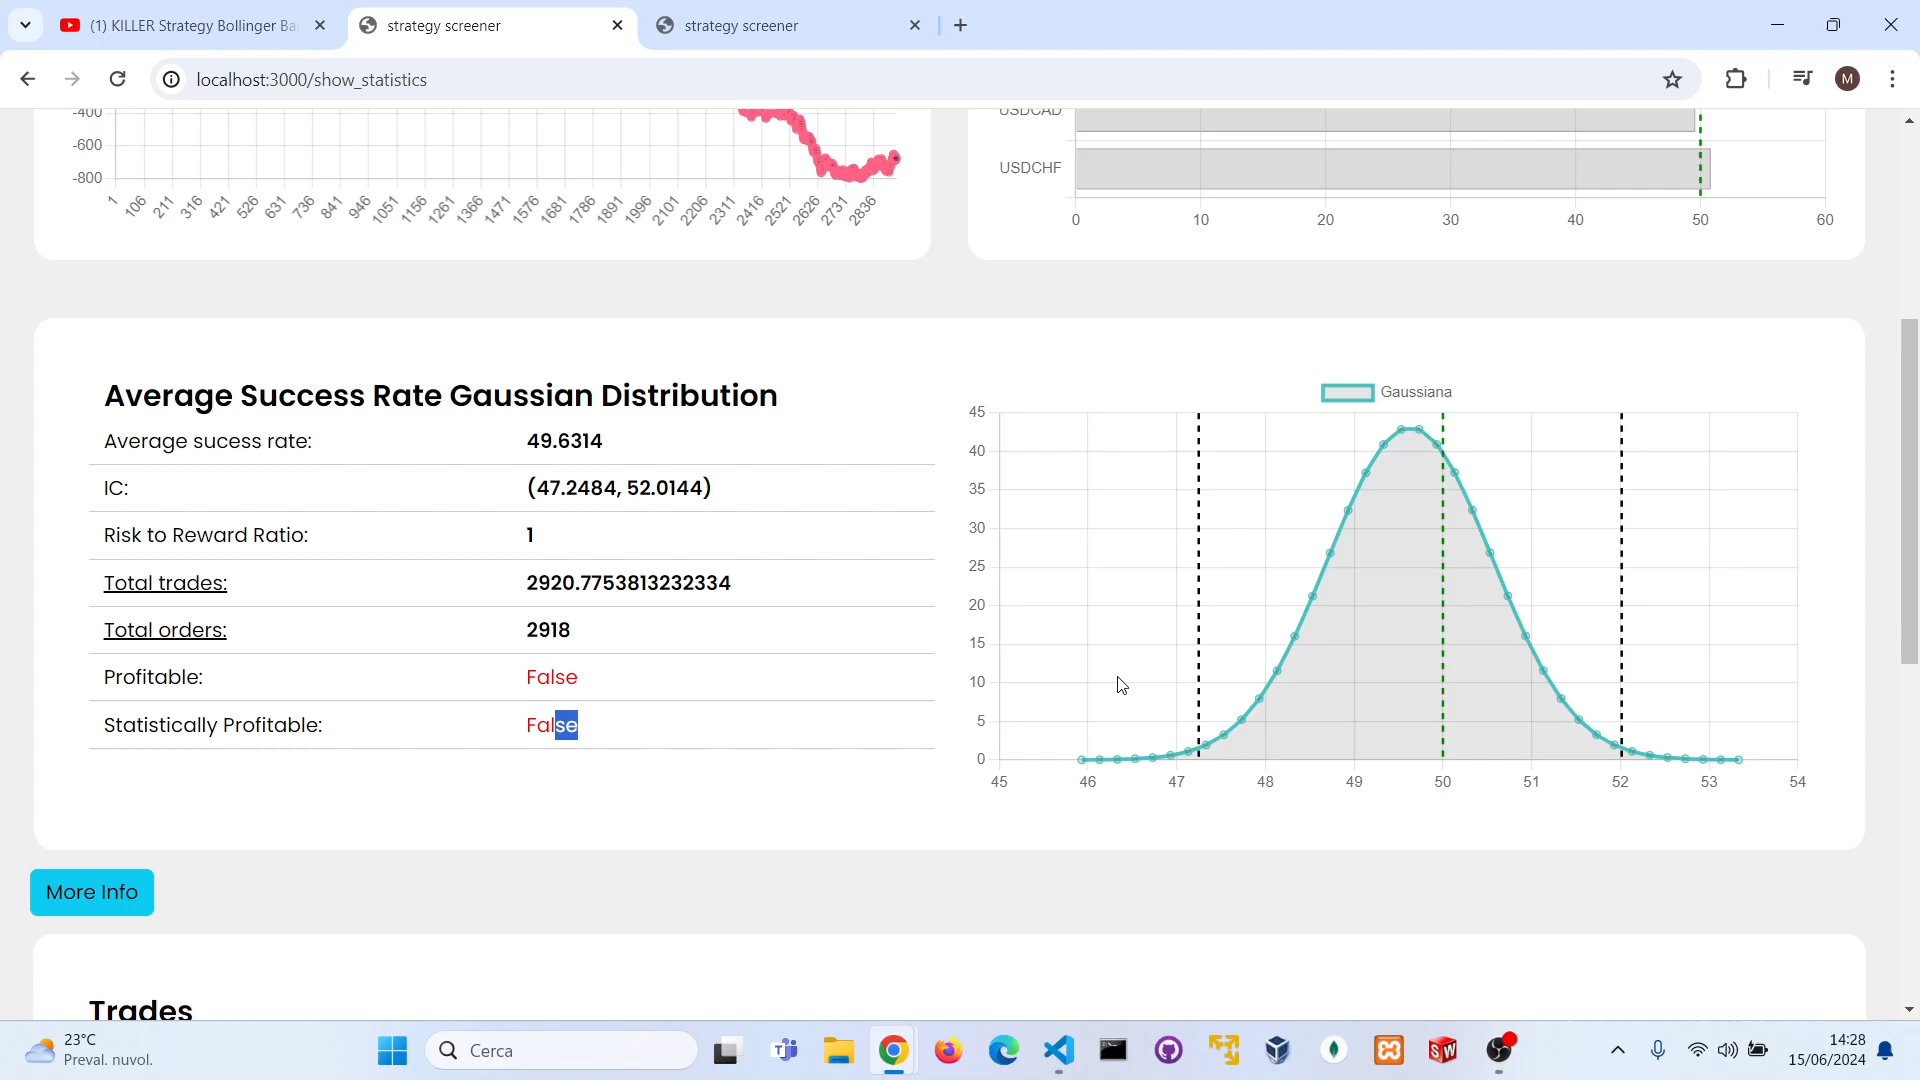 (1) KILLER Strategy Bollinger Ba
strategy screener
strategy screener
localhost:3000/show_statistics
M
-400
-600
-800
1 106 211 316 421 526 631 736 841 946 1051 1156 1261 1366 1471 1576 1681 1786 1891 1996 2101 2206 2311 2416 2521 2626 2731 2836
USDCAD
USDCHF
0 10 20 30 40 50 60
Average Success Rate Gaussian Distribution
Average sucess rate: 49.6314
IC: (47.2484, 52.0144)
Risk to Reward Ratio: 1
Total trades: 2920.7753813232334
Total orders: 2918
Profitable: False
Statistically Profitable: False
Gaussiana
45
40
35
30
25
20
15
10
5
0
45 46 47 48 49 50 51 52 53 54
More Info
Trades
23°C
Preval. nuvol.
Cerca
SW
14:28
15/06/2024